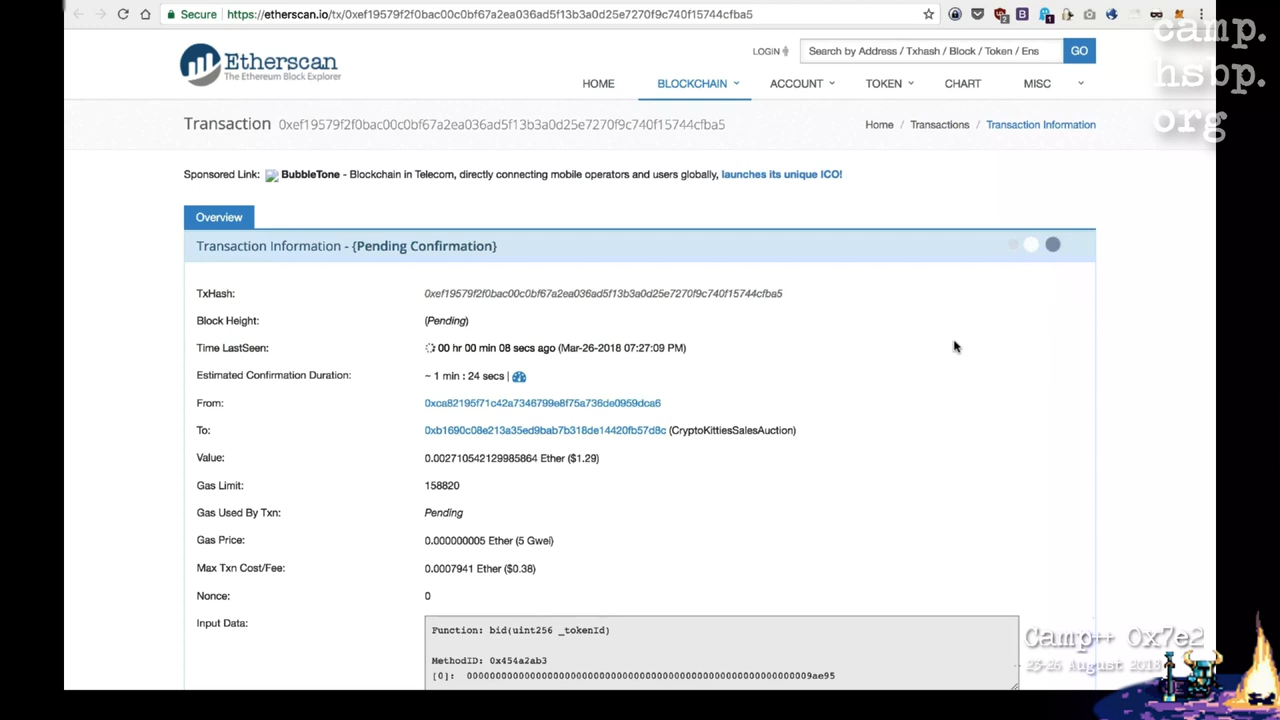 Secure https://etherscan.io/tx/0xef19579f2f0bac00c0bf67a2ea036ad5f13b3a0d25e7270f9c740f15744cfba5
camp.
hsbp.
org
Etherscan
The Ethereum Block Explorer
LOGIN
Search by Address / Txhash / Block / Token / Ens
GO
HOME BLOCKCHAIN ACCOUNT TOKEN CHART MISC
Transaction 0xef19579f2f0bac00c0bf67a2ea036ad5f13b3a0d25e7270f9c740f15744cfba5
Home / Transactions / Transaction Information
Sponsored Link: BubbleTone - Blockchain in Telecom, directly connecting mobile operators and users globally, launches its unique ICO!
Overview
Transaction Information - {Pending Confirmation}
TxHash: 0xef19579f2f0bac00c0bf67a2ea036ad5f13b3a0d25e7270f9c740f15744cfba5
Block Height: (Pending)
Time LastSeen: 00 hr 00 min 08 secs ago (Mar-26-2018 07:27:09 PM)
Estimated Confirmation Duration: ~ 1 min : 24 secs |
From: 0xca82195f71c42a7346799e8f75a736de0959dca6
To: 0xb1690c08e213a35ed9bab7b318de14420fb57d8c (CryptoKittiesSalesAuction)
Value: 0.002710542129985864 Ether ($1.29)
Gas Limit: 158820
Gas Used By Txn: Pending
Gas Price: 0.000000005 Ether (5 Gwei)
Max Txn Cost/Fee: 0.0007941 Ether ($0.38)
Nonce: 0
Input Data:
Function: bid(uint256 _tokenId)
MethodID: 0x454a2ab3
[0]: 000000000000000000000000000000000000000000000000000000000009ae95
Camp++ 0x7e2
23-26 August 2018